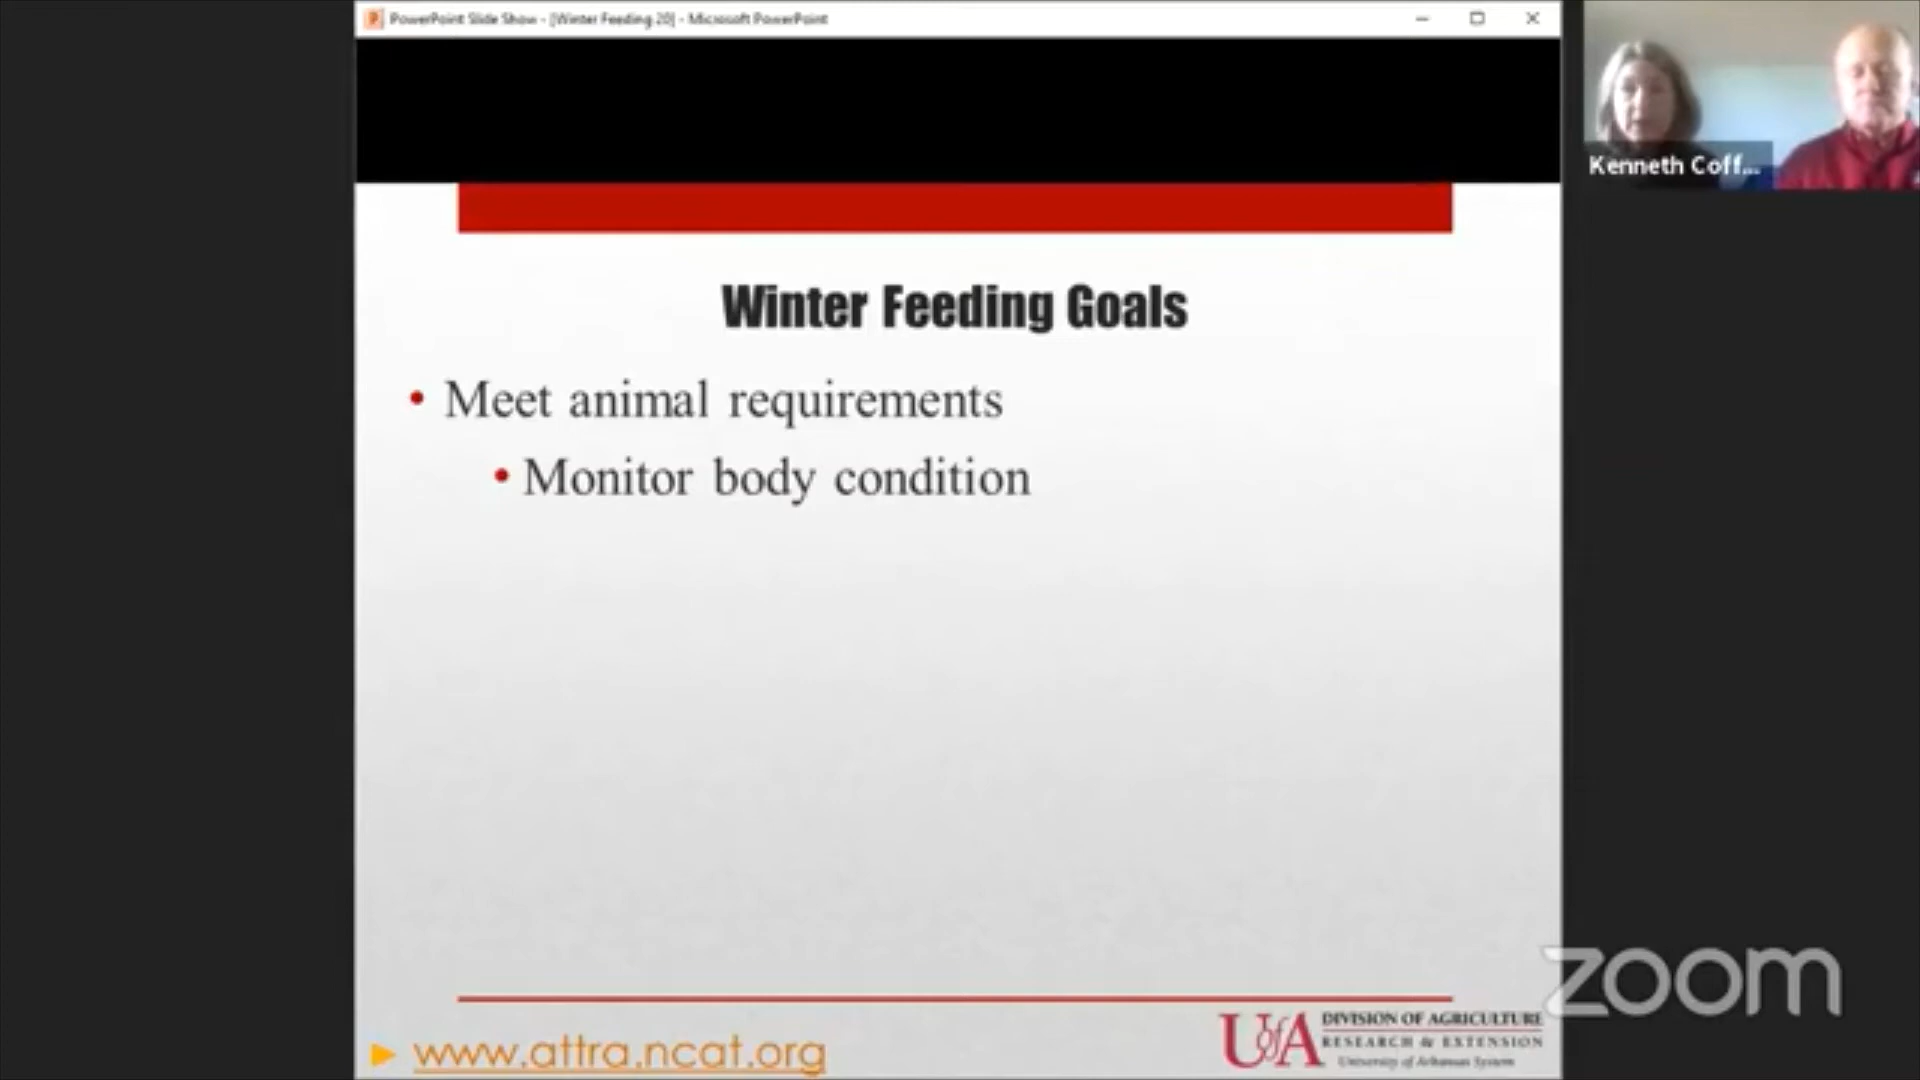 PowerPoint Slide Show - [Winter Feeding 20] - Microsoft PowerPoint
Kenneth Coff...
Winter Feeding Goals
• Meet animal requirements
• Monitor body condition
www.attra.ncat.org
UofA DIVISION OF AGRICULTURE
RESEARCH & EXTENSION
University of Arkansas System
zoom